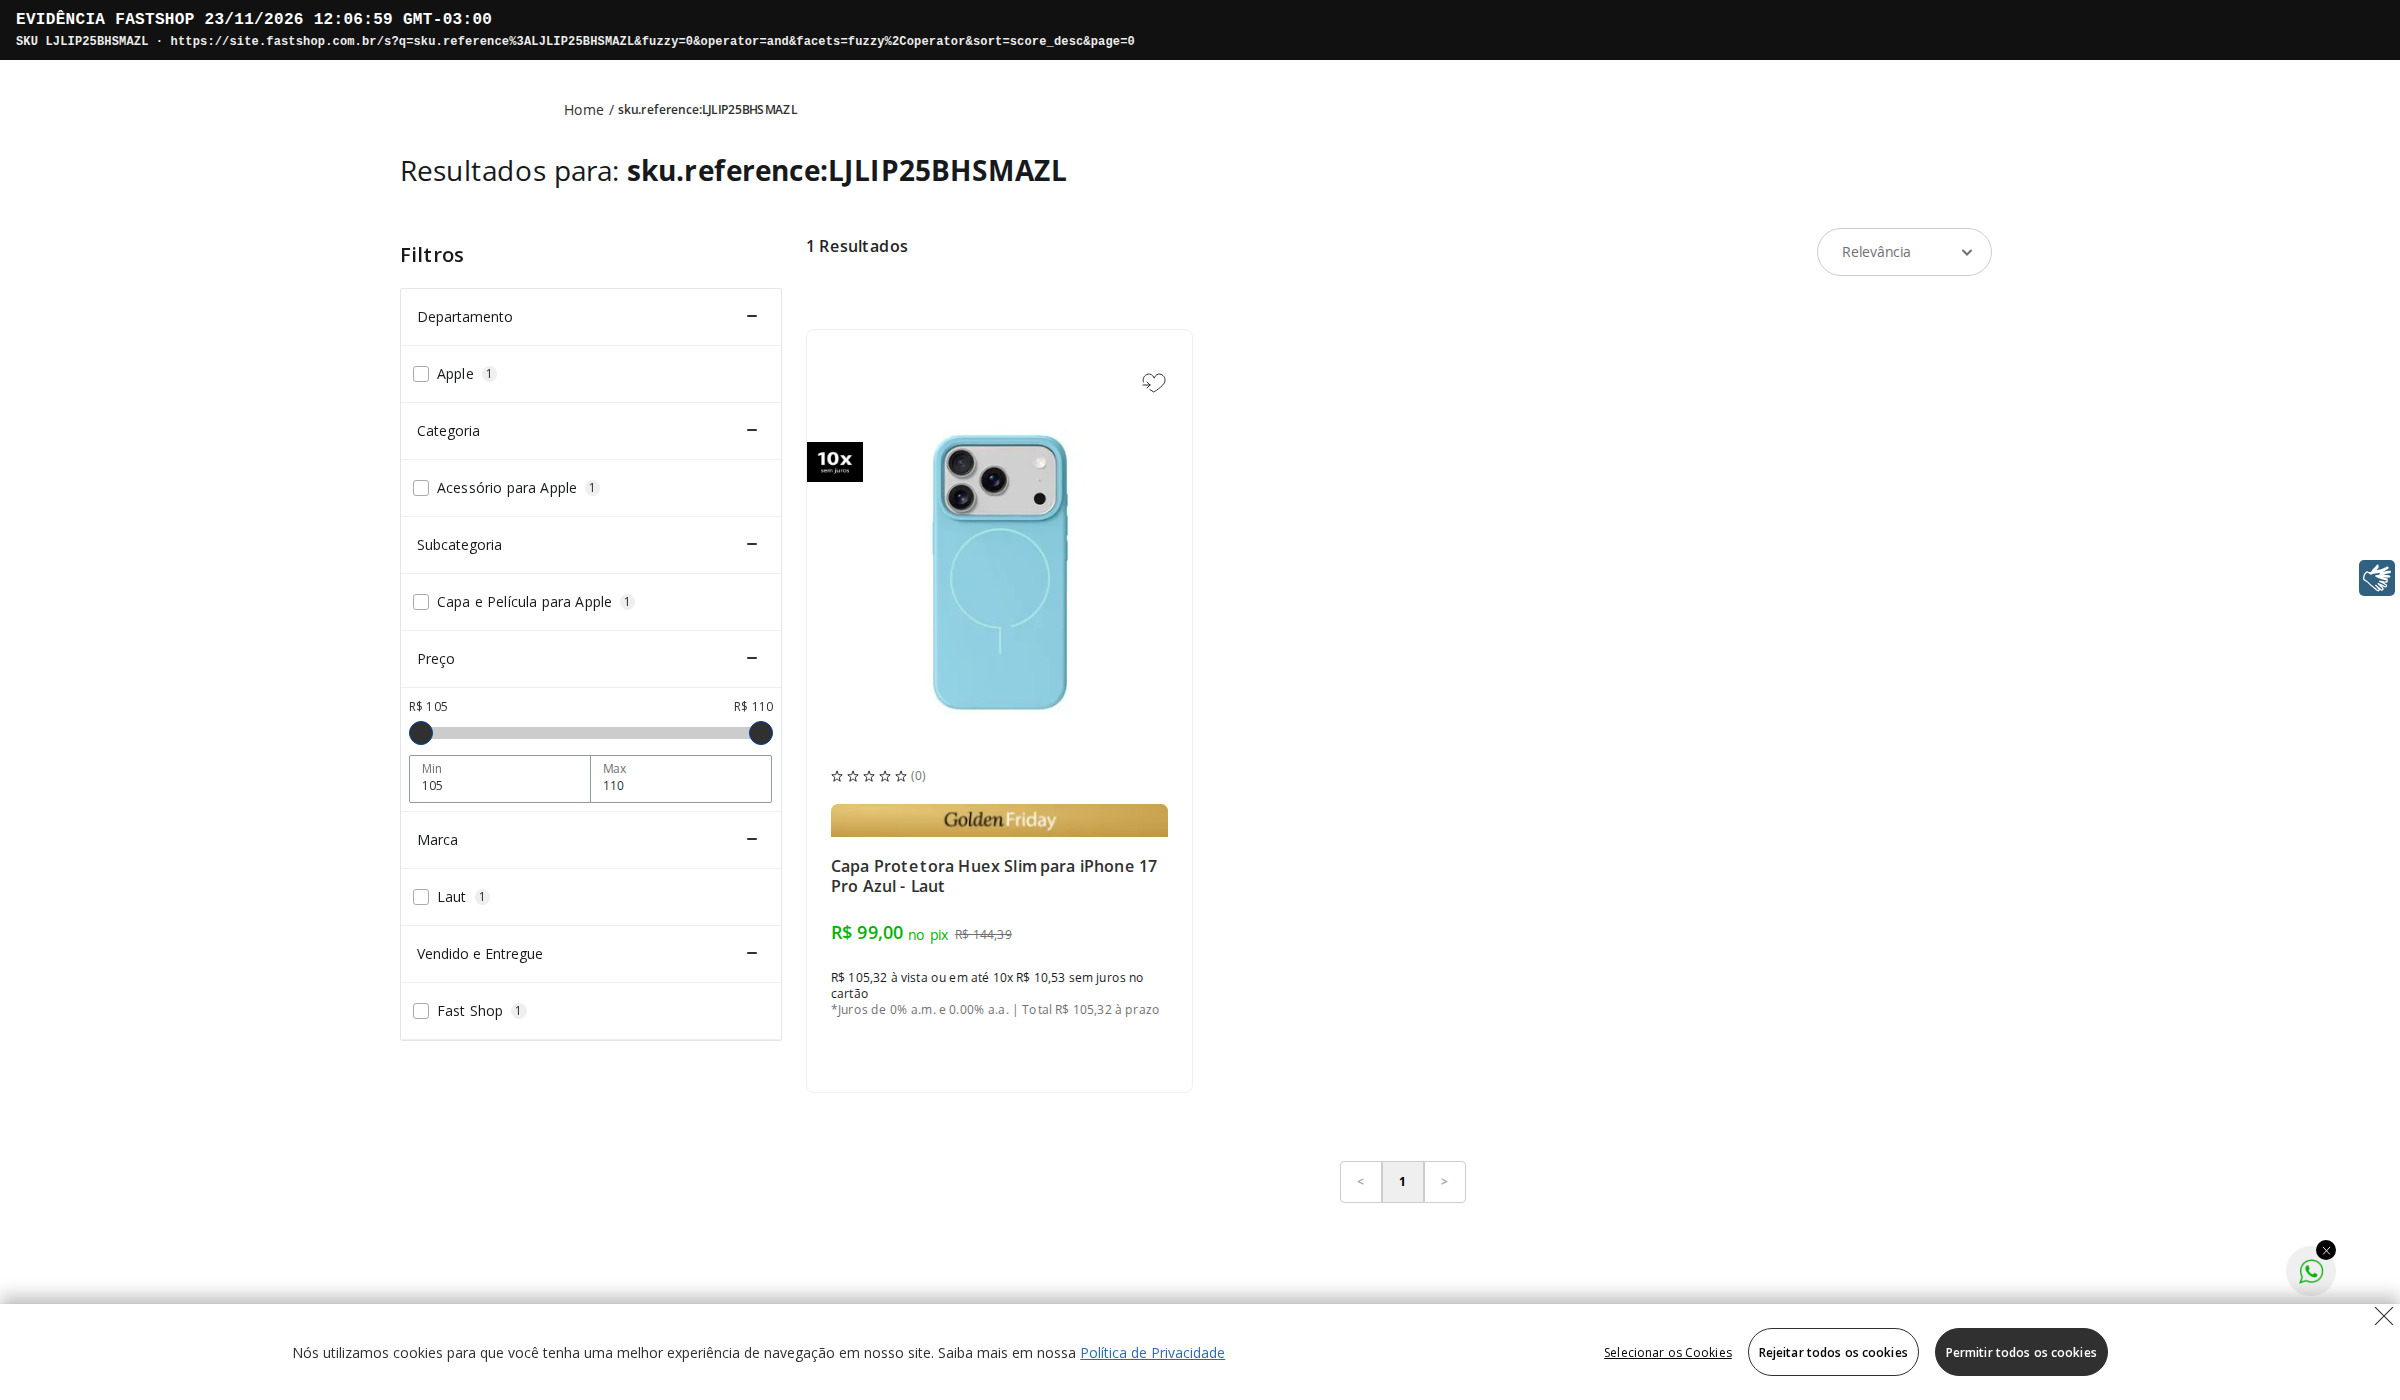 EVIDÊNCIA FASTSHOP 23/11/2026 12:06:59 GMT-03:00
SKU LJLIP25BHSMAZL · https://site.fastshop.com.br/s?q=sku.reference%3ALJLIP25BHSMAZL&fuzzy=0&operator=and&facets=fuzzy%2Coperator&sort=score_desc&page=0
Home / sku.reference:LJLIP25BHSMAZL
Resultados para: sku.reference:LJLIP25BHSMAZL
Filtros
1 Resultados
Relevância
Departamento
Apple 1
Categoria
Acessório para Apple 1
Subcategoria
Capa e Película para Apple 1
Preço
R$ 105
R$ 110
Min
105
Max
110
Marca
Laut 1
Vendido e Entregue
Fast Shop 1
10x
sem juros
(0)
Golden Friday
Capa Protetora Huex Slim para iPhone 17
Pro Azul - Laut
R$ 99,00 no pix R$ 144,39
R$ 105,32 à vista ou em até 10x R$ 10,53 sem juros no
cartão
*Juros de 0% a.m. e 0.00% a.a. | Total R$ 105,32 à prazo
< 1 >
Nós utilizamos cookies para que você tenha uma melhor experiência de navegação em nosso site. Saiba mais em nossa Política de Privacidade
Selecionar os Cookies
Rejeitar todos os cookies
Permitir todos os cookies